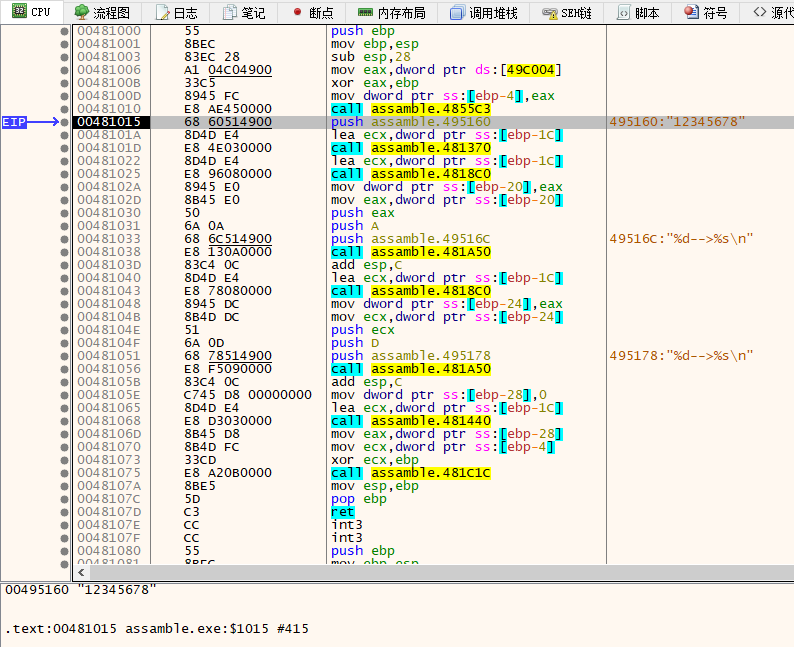 CPU 流程图 日志 笔记 断点 内存布局 调用堆栈 SEH链 脚本 符号 源代
00481000 55 push ebp
00481001 8BEC mov ebp,esp
00481003 83EC 28 sub esp,28
00481006 A1 04C04900 mov eax,dword ptr ds:[49C004]
0048100B 33C5 xor eax,ebp
0048100D 8945 FC mov dword ptr ss:[ebp-4],eax
00481010 E8 AE450000 call assamble.4855C3
EIP 00481015 68 60514900 push assamble.495160 495160:"12345678"
0048101A 8D4D E4 lea ecx,dword ptr ss:[ebp-1C]
0048101D E8 4E030000 call assamble.481370
00481022 8D4D E4 lea ecx,dword ptr ss:[ebp-1C]
00481025 E8 96080000 call assamble.4818C0
0048102A 8945 E0 mov dword ptr ss:[ebp-20],eax
0048102D 8B45 E0 mov eax,dword ptr ss:[ebp-20]
00481030 50 push eax
00481031 6A 0A push A
00481033 68 6C514900 push assamble.49516C 49516C:"%d-->%s\n"
00481038 E8 130A0000 call assamble.481A50
0048103D 83C4 0C add esp,C
00481040 8D4D E4 lea ecx,dword ptr ss:[ebp-1C]
00481043 E8 78080000 call assamble.4818C0
00481048 8945 DC mov dword ptr ss:[ebp-24],eax
0048104B 8B4D DC mov ecx,dword ptr ss:[ebp-24]
0048104E 51 push ecx
0048104F 6A 0D push D
00481051 68 78514900 push assamble.495178 495178:"%d-->%s\n"
00481056 E8 F5090000 call assamble.481A50
0048105B 83C4 0C add esp,C
0048105E C745 D8 00000000 mov dword ptr ss:[ebp-28],0
00481065 8D4D E4 lea ecx,dword ptr ss:[ebp-1C]
00481068 E8 D3030000 call assamble.481440
0048106D 8B45 D8 mov eax,dword ptr ss:[ebp-28]
00481070 8B4D FC mov ecx,dword ptr ss:[ebp-4]
00481073 33CD xor ecx,ebp
00481075 E8 A20B0000 call assamble.481C1C
0048107A 8BE5 mov esp,ebp
0048107C 5D pop ebp
0048107D C3 ret
0048107E CC int3
0048107F CC int3
00481080 55 push ebp
00481081 8BEC mov ebp,esp
00495160 "12345678"
.text:00481015 assamble.exe:$1015 #415